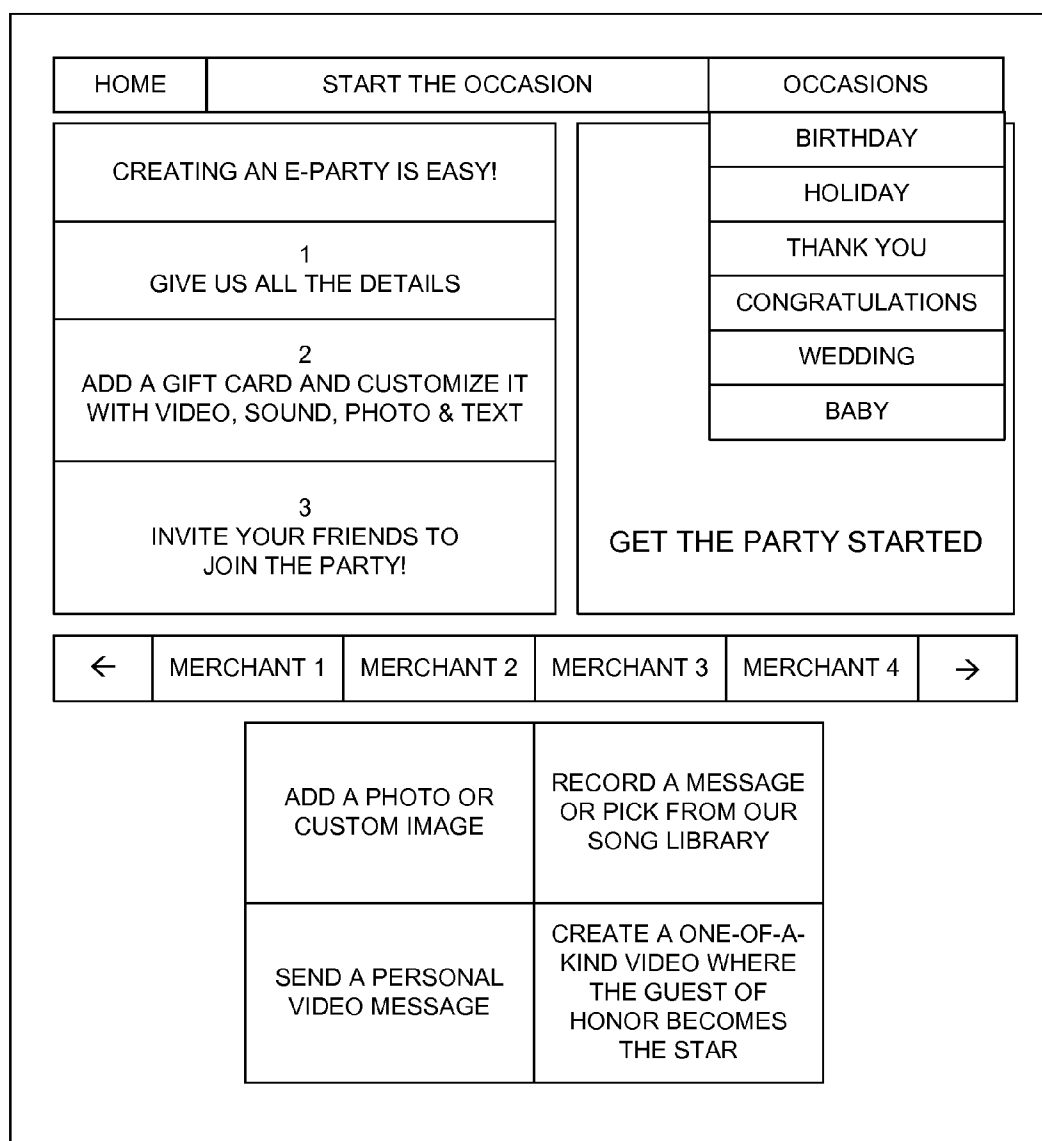 HOME
START THE OCCASION
OCCASIONS
BIRTHDAY
HOLIDAY
THANK YOU
CONGRATULATIONS
WEDDING
BABY
CREATING AN E-PARTY IS EASY!
1
GIVE US ALL THE DETAILS
2
ADD A GIFT CARD AND CUSTOMIZE IT
WITH VIDEO, SOUND, PHOTO & TEXT
3
INVITE YOUR FRIENDS TO
JOIN THE PARTY!
GET THE PARTY STARTED
← MERCHANT 1 MERCHANT 2 MERCHANT 3 MERCHANT 4 →
ADD A PHOTO OR
CUSTOM IMAGE
RECORD A MESSAGE
OR PICK FROM OUR
SONG LIBRARY
SEND A PERSONAL
VIDEO MESSAGE
CREATE A ONE-OF-A-
KIND VIDEO WHERE
THE GUEST OF
HONOR BECOMES
THE STAR